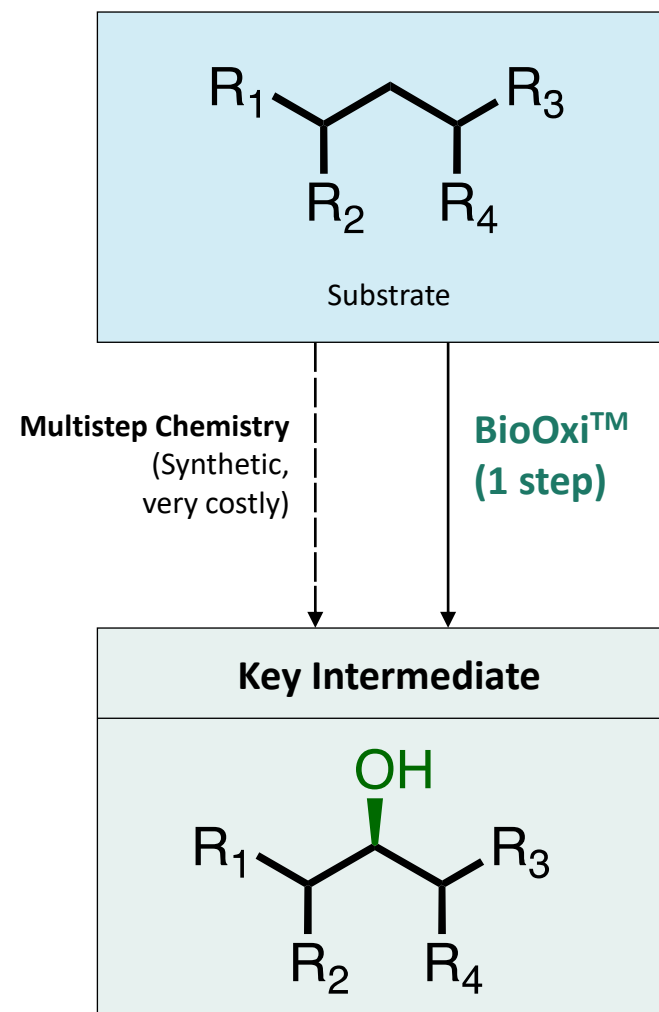 R1 R3
R2 R4
Substrate
Multistep Chemistry
(Synthetic,
very costly)
BioOxi™
(1 step)
Key Intermediate
OH
R1 R3
R2 R4